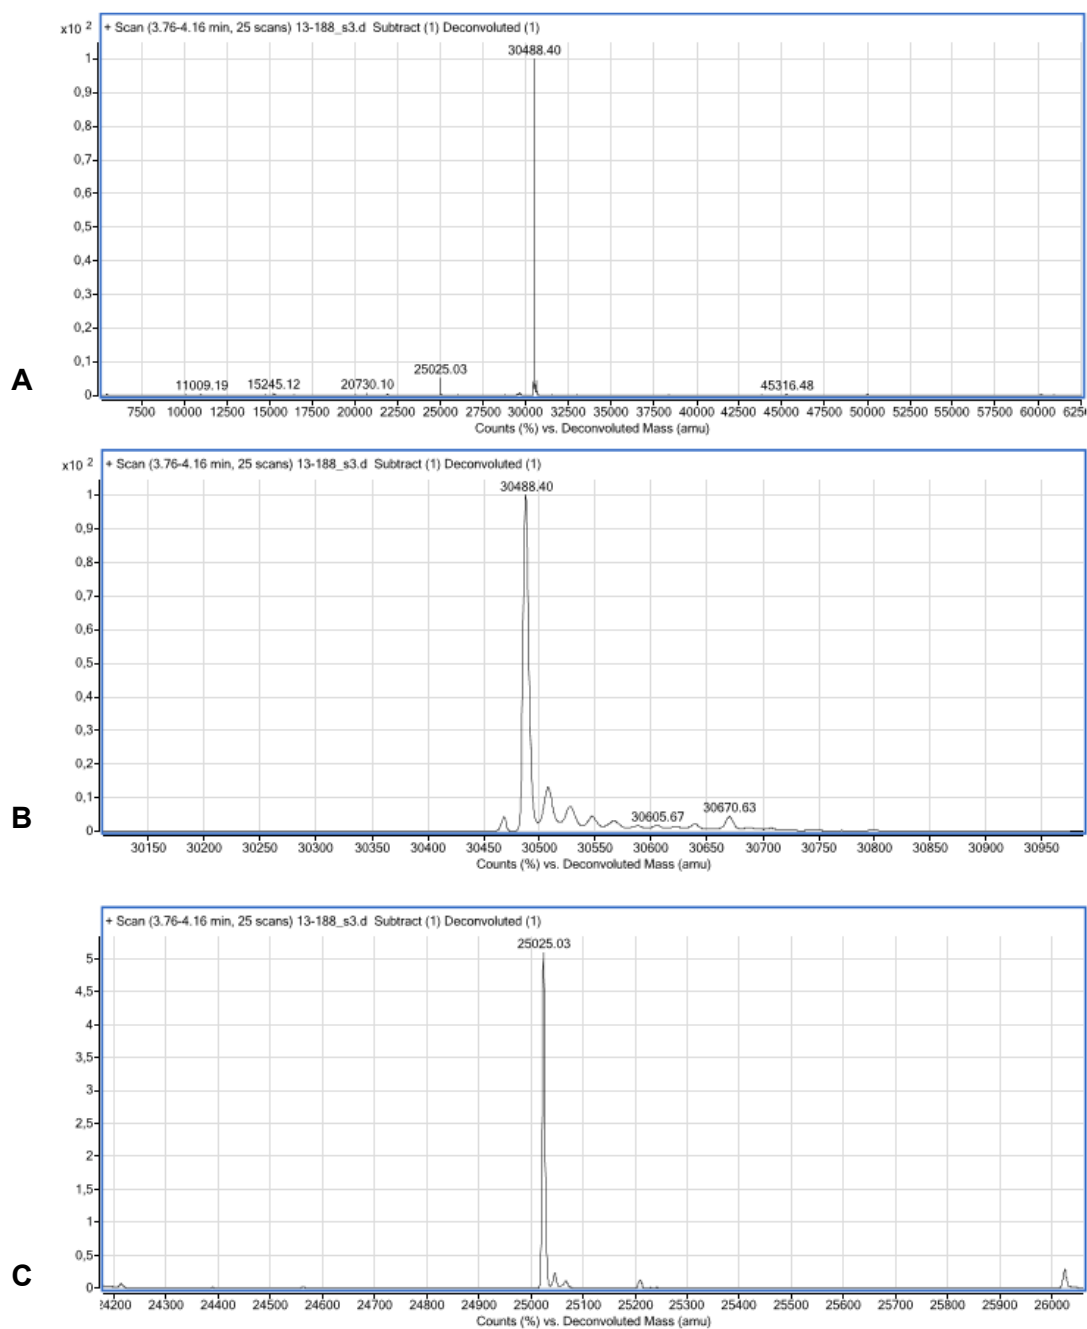 x10 2
+ Scan (3.76-4.16 min, 25 scans) 13-188_s3.d Subtract (1) Deconvoluted (1)
30488.40
1
0,9
0,8
0,7
0,6
0,5
0,4
0,3
0,2
0,1
0
25025.03
11009.19 15245.12 20730.10 45316.48
A
7500 10000 12500 15000 17500 20000 22500 25000 27500 30000 32500 35000 37500 40000 42500 45000 47500 50000 52500 55000 57500 60000 625
Counts (%) vs. Deconvoluted Mass (amu)
x10 2
+ Scan (3.76-4.16 min, 25 scans) 13-188_s3.d Subtract (1) Deconvoluted (1)
30488.40
1
0,9
0,8
0,7
0,6
0,5
0,4
0,3
0,2
0,1
0
30605.67 30670.63
B
30150 30200 30250 30300 30350 30400 30450 30500 30550 30600 30650 30700 30750 30800 30850 30900 30950
Counts (%) vs. Deconvoluted Mass (amu)
+ Scan (3.76-4.16 min, 25 scans) 13-188_s3.d Subtract (1) Deconvoluted (1)
25025.03
5
4,5
4
3,5
3
2,5
2
1,5
1
0,5
0
C
24200 24300 24400 24500 24600 24700 24800 24900 25000 25100 25200 25300 25400 25500 25600 25700 25800 25900 26000
Counts (%) vs. Deconvoluted Mass (amu)